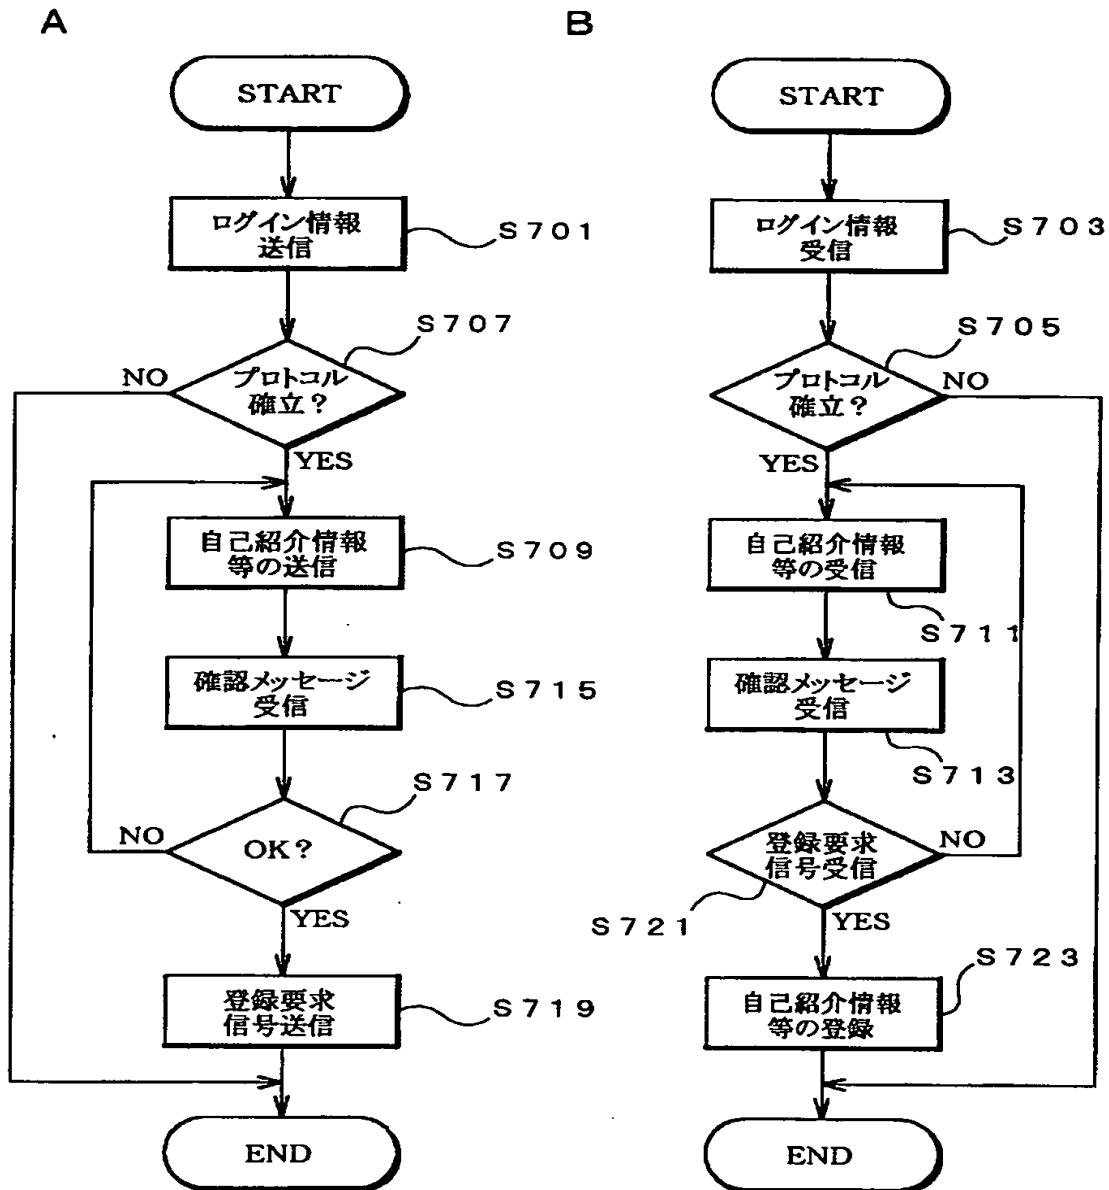 A
START
ログイン情報
送信
S701
S707
プロトコル
確立?
NO
YES
自己紹介情報
等の送信
S709
確認メッセージ
受信
S715
S717
OK?
NO
YES
登録要求
信号送信
S719
END
B
START
ログイン情報
受信
S703
S705
プロトコル
確立?
NO
YES
自己紹介情報
等の受信
S711
確認メッセージ
受信
S713
登録要求
信号受信
NO
S721
YES
S723
自己紹介情報
等の登録
END